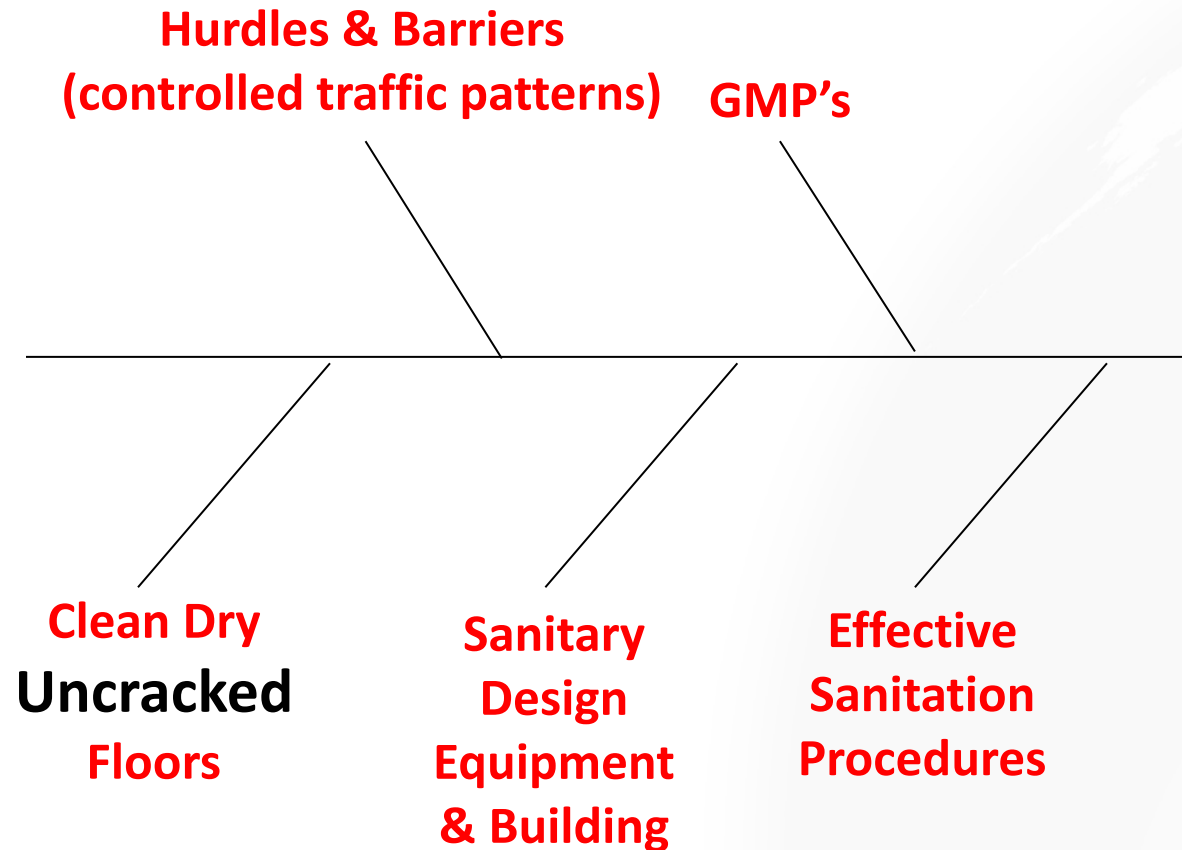 Hurdles & Barriers
(controlled traffic patterns)
GMP’s
Clean Dry
Uncracked
Floors
Sanitary
Design
Equipment
& Building
Effective
Sanitation
Procedures